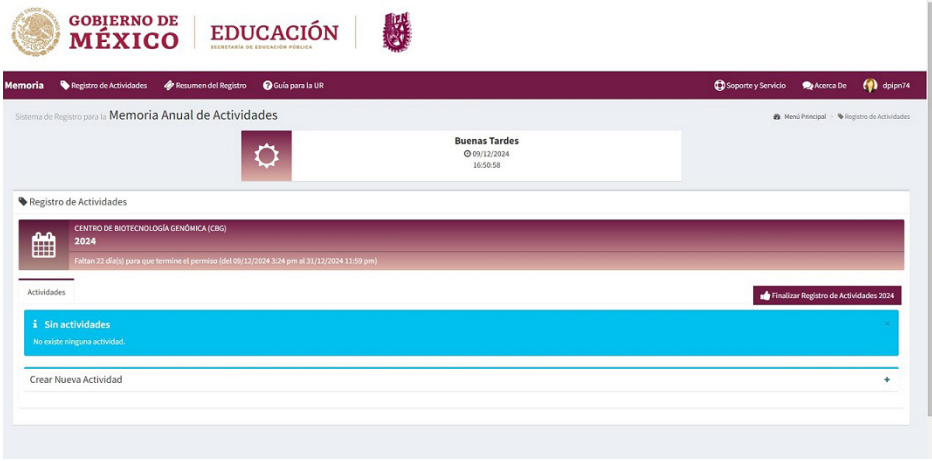 GOBIERNO DE
MÉXICO
EDUCACIÓN
SECRETARÍA DE EDUCACIÓN PÚBLICA
Memoria Registro de Actividades Resumen del Registro Guía para la UR Soporte y Servicio Acerca De dpipn74
Sistema de Registro para la Memoria Anual de Actividades Menú Principal > Registro de Actividades
Buenas Tardes
09/12/2024
16:50:58
Registro de Actividades
CENTRO DE BIOTECNOLOGÍA GENÓMICA (CBG)
2024
Faltan 22 día(s) para que termine el permiso (del 09/12/2024 3:24 pm al 31/12/2024 11:59 pm)
Actividades Finalizar Registro de Actividades 2024
Sin actividades ×
No existe ninguna actividad.
Crear Nueva Actividad +